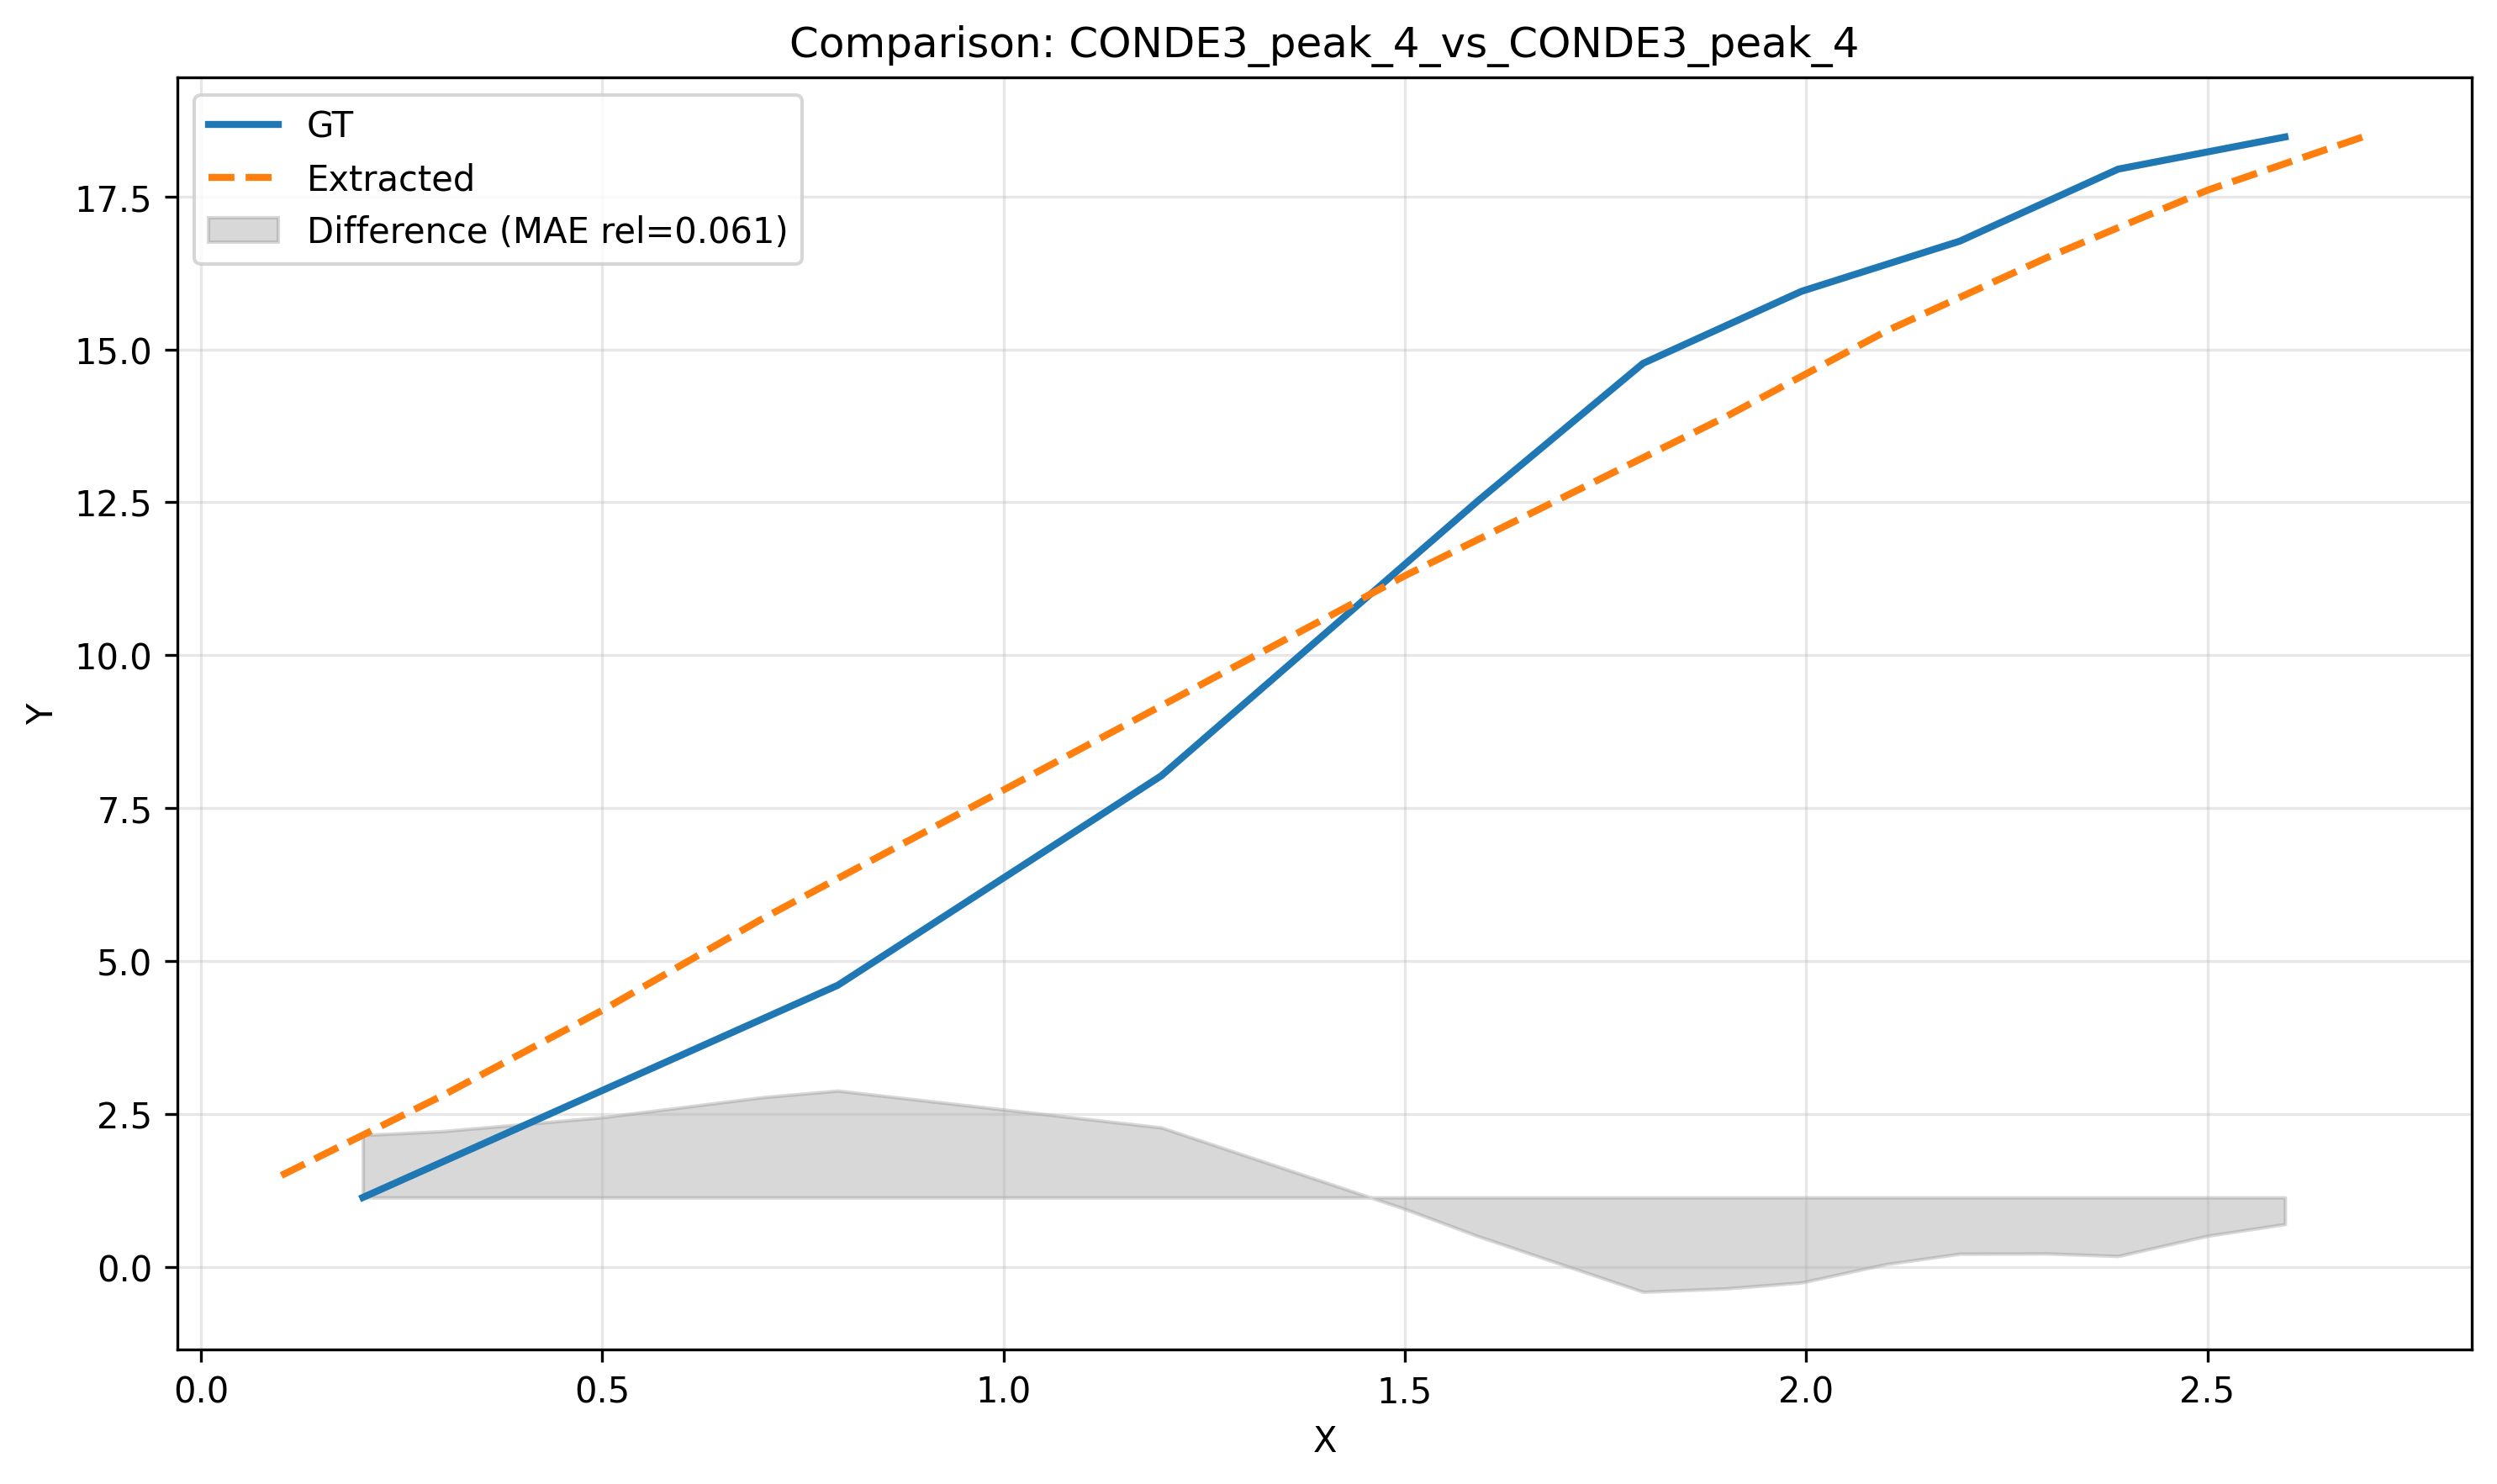 Comparison: CONDE3_peak_4_vs_CONDE3_peak_4
GT
Extracted
Difference (MAE rel=0.061)
17.5
15.0
12.5
10.0
7.5
5.0
2.5
0.0
Y
0.0 0.5 1.0 1.5 2.0 2.5
X